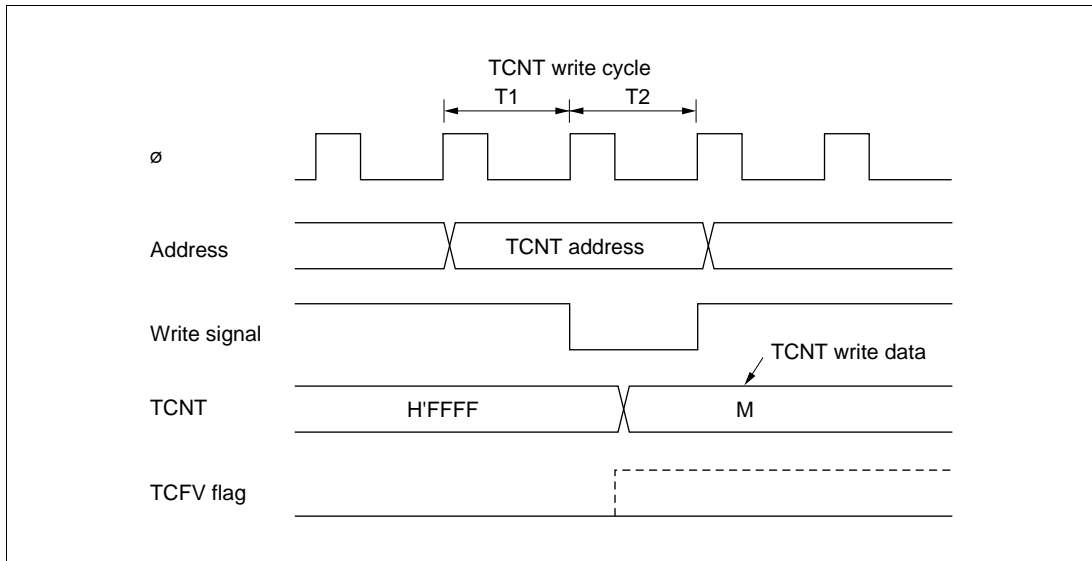 TCNT write cycle
T1 T2
ø
Address TCNT address
Write signal
TCNT write data
TCNT H'FFFF M
TCFV flag